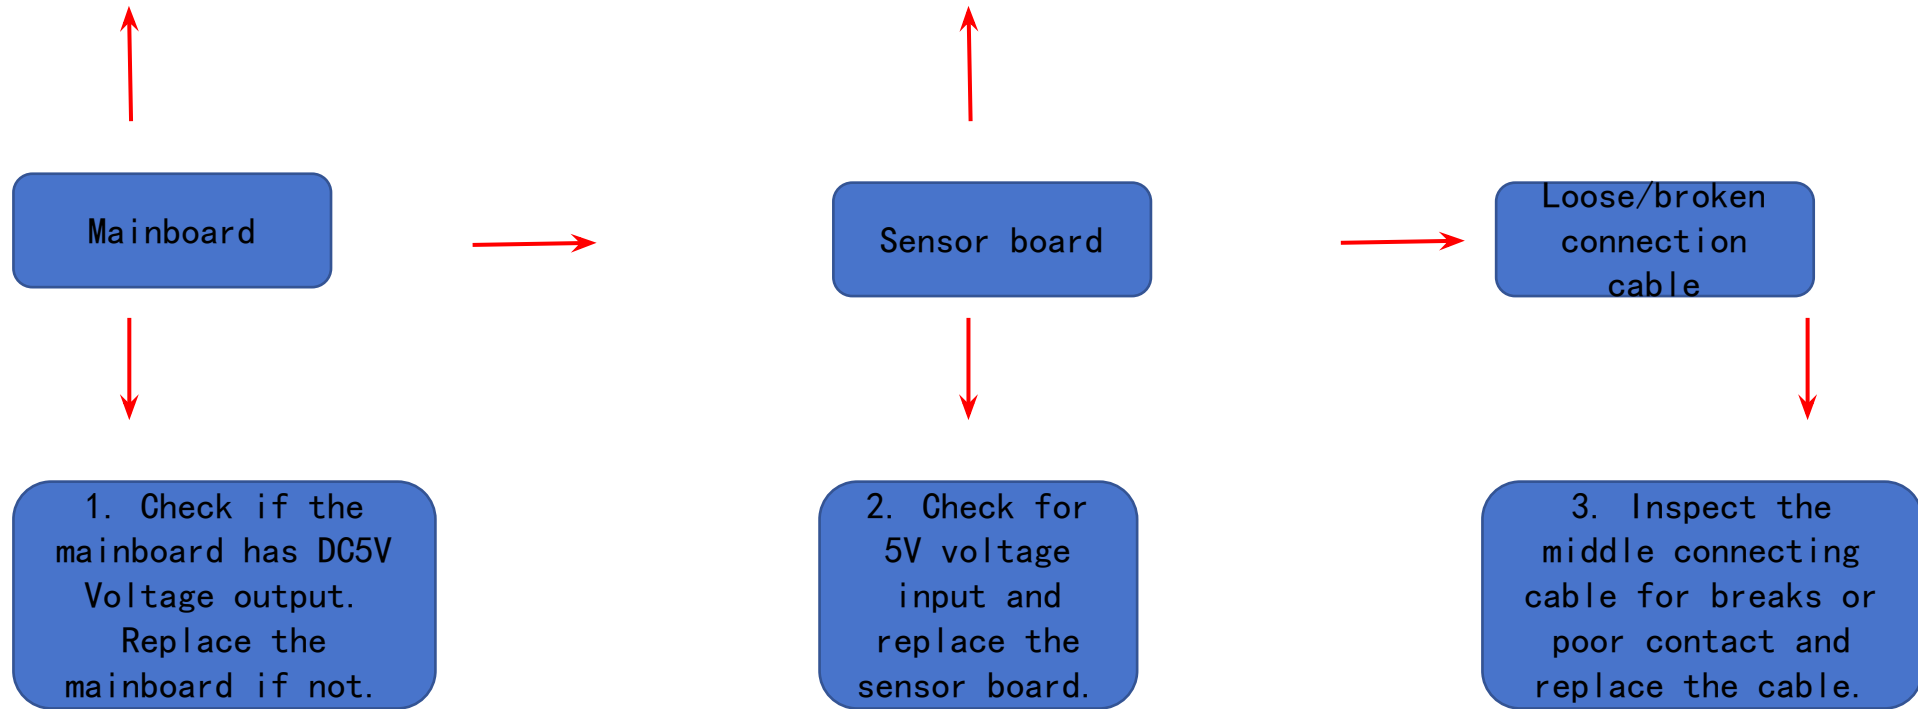 Mainboard
Sensor board
Loose/broken
connection
cable
1. Check if the
mainboard has DC5V
Voltage output.
Replace the
mainboard if not.
2. Check for
5V voltage
input and
replace the
sensor board.
3. Inspect the
middle connecting
cable for breaks or
poor contact and
replace the cable.